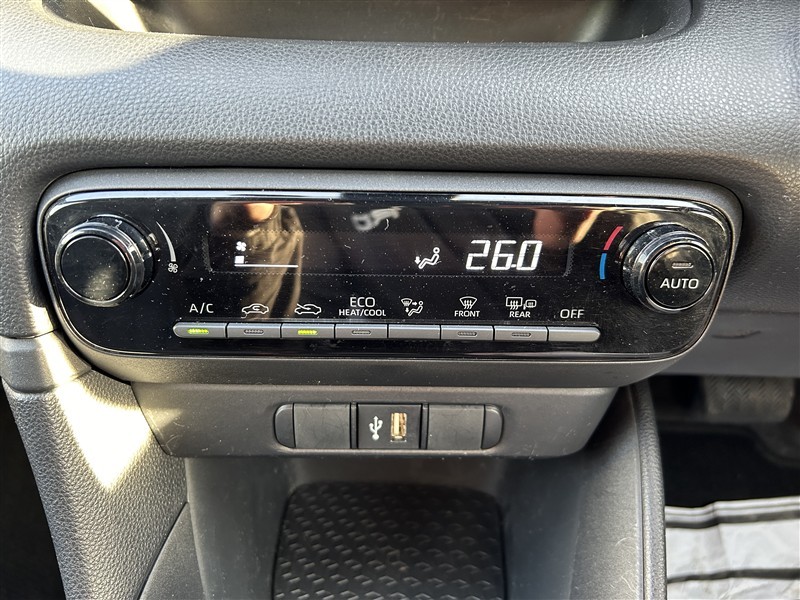 26.0
A/C
ECO
HEAT/COOL
FRONT
REAR
OFF
AUTO